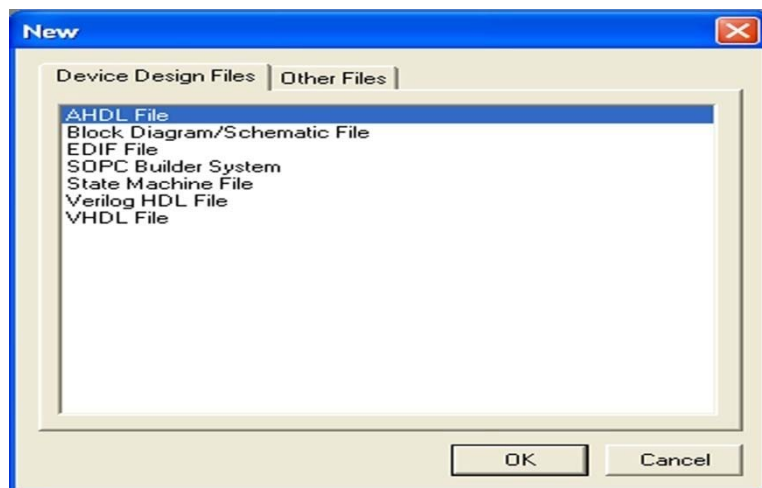 New
Device Design Files Other Files
AHDL File
Block Diagram/Schematic File
EDIF File
SOPC Builder System
State Machine File
Verilog HDL File
VHDL File
OK Cancel